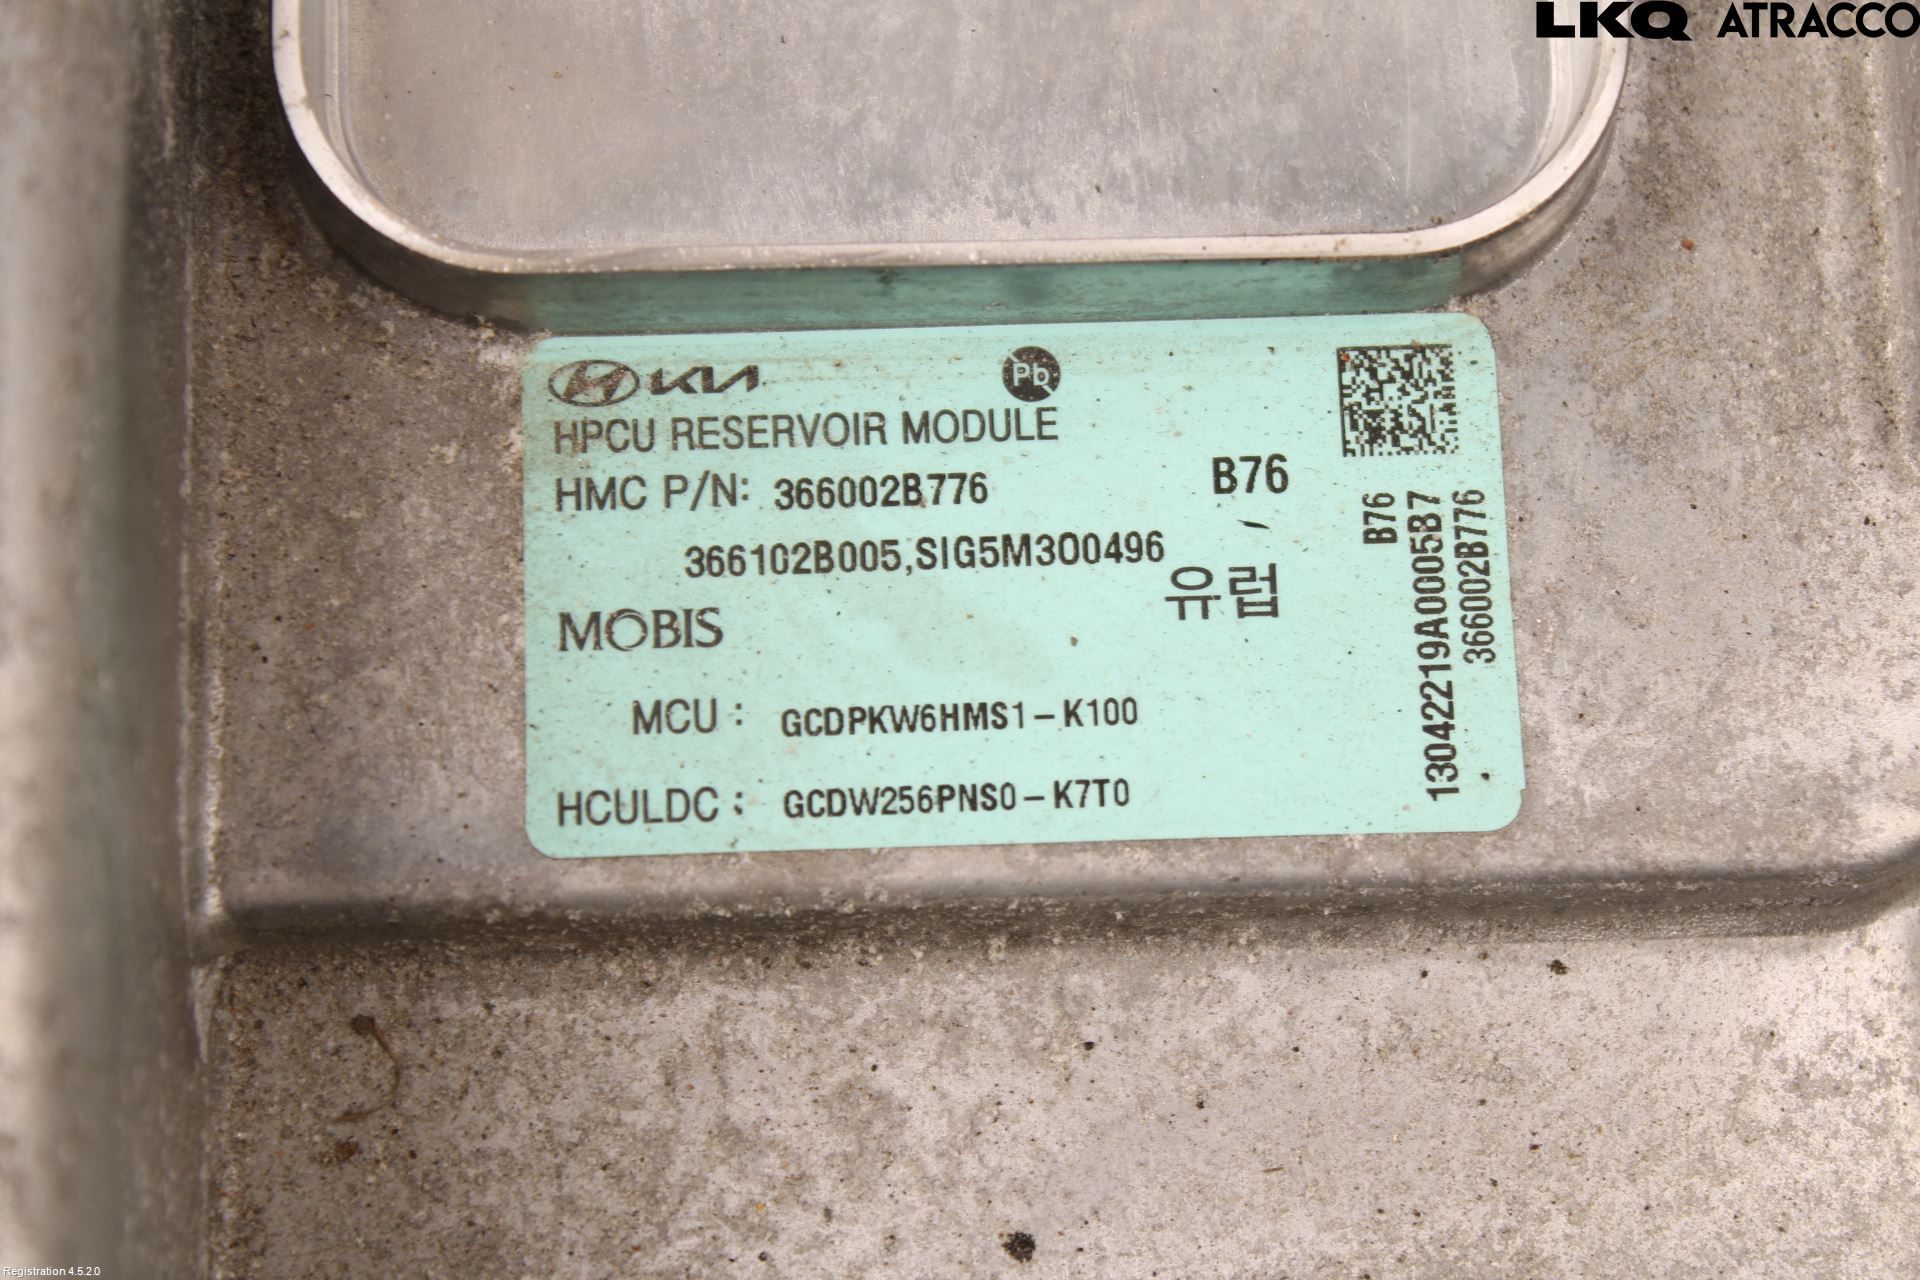 LKQ ATRACCO
KIA Pb
HPCU RESERVOIR MODULE
HMC P/N: 366002B776 B76
366102B005,SIG5M3O0496
유럽
MOBIS
MCU : GCDPKW6HMS1-K100
HCULDC : GCDW256PNS0-K7T0
B76
13042219A0005B7
366002B776
Registration 4.5.2.0